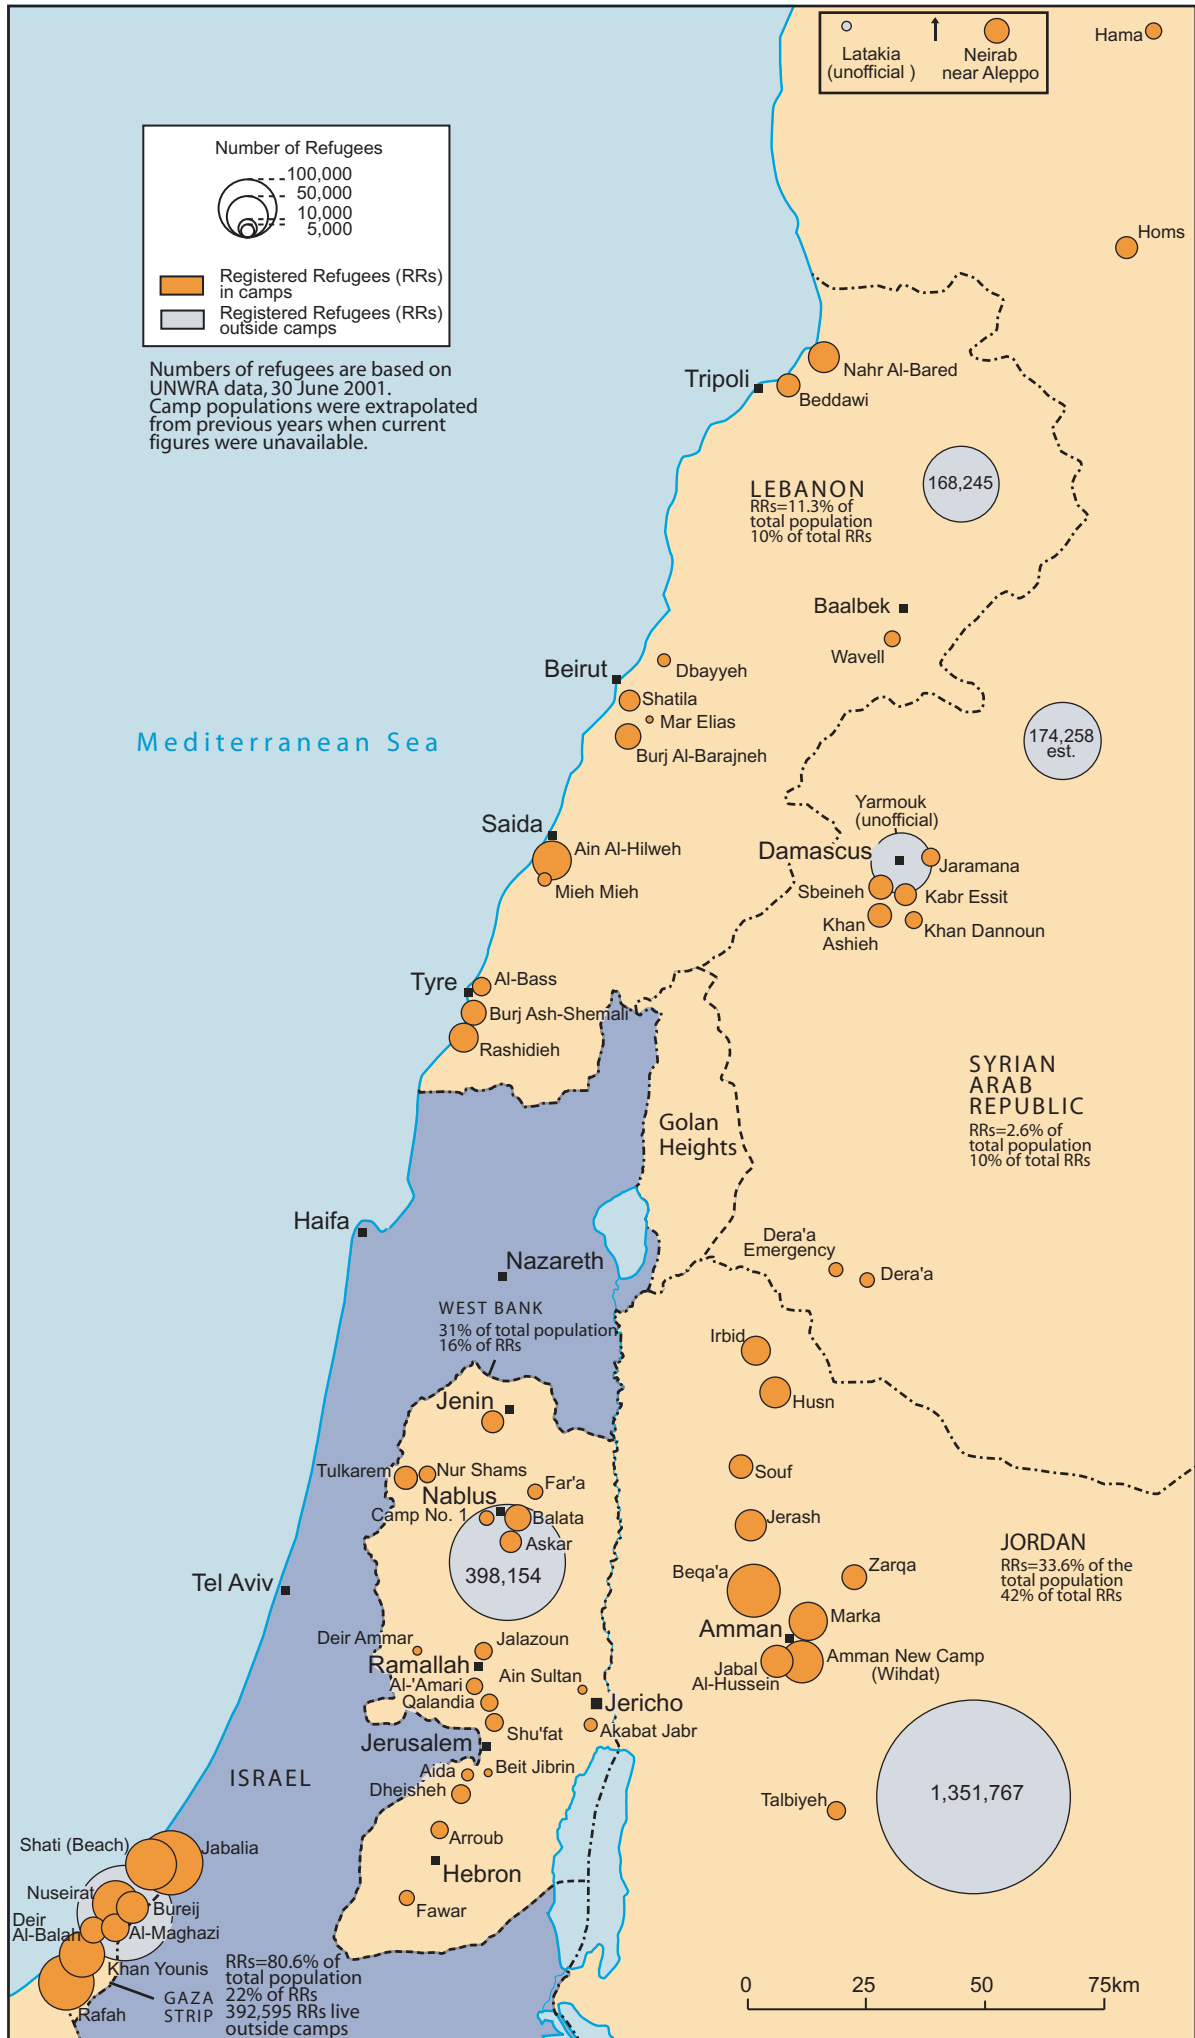 Latakia
(unofficial )
Neirab
near Aleppo
Hama
Number of Refugees
100,000
50,000
10,000
5,000
Registered Refugees (RRs)
in camps
Registered Refugees (RRs)
outside camps
Numbers of refugees are based on
UNWRA data, 30 June 2001.
Camp populations were extrapolated
from previous years when current
figures were unavailable.
Homs
Nahr Al-Bared
Tripoli
Beddawi
LEBANON
RRs=11.3% of
total population
10% of total RRs
168,245
Baalbek
Wavell
Dbayyeh
Beirut
Shatila
Mar Elias
Burj Al-Barajneh
Mediterranean Sea
174,258
est.
Yarmouk
(unofficial)
Saida
Ain Al-Hilweh
Mieh Mieh
Damascus
Jaramana
Sbeineh
Kabr Essit
Khan
Ashieh
Khan Dannoun
Tyre
Al-Bass
Burj Ash-Shemali
Rashidieh
SYRIAN
ARAB
REPUBLIC
RRs=2.6% of
total population
10% of total RRs
Golan
Heights
Haifa
Nazareth
Dera'a
Emergency
Dera'a
WEST BANK
31% of total population
16% of RRs
Irbid
Husn
Jenin
Tulkarem
Nur Shams
Far'a
Nablus
Camp No. 1
Balata
Askar
398,154
Souf
Jerash
JORDAN
RRs=33.6% of the
total population
42% of total RRs
Beqa'a
Zarqa
Tel Aviv
Marka
Amman
Amman New Camp
(Wihdat)
Jabal
Al-Hussein
Deir Ammar
Jalazoun
Ramallah
Ain Sultan
Al-'Amari
Qalandia
Jericho
Shu'fat
Akabat Jabr
Jerusalem
Aida
Beit Jibrin
Dheisheh
ISRAEL
Talbiyeh
1,351,767
Arroub
Hebron
Fawar
Shati (Beach)
Jabalia
Nuseirat
Bureij
Deir
Al-Balah
Al-Maghazi
Khan Younis
Rafah
GAZA
STRIP
RRs=80.6% of
total population
22% of RRs
392,595 RRs live
outside camps
0
25
50
75km